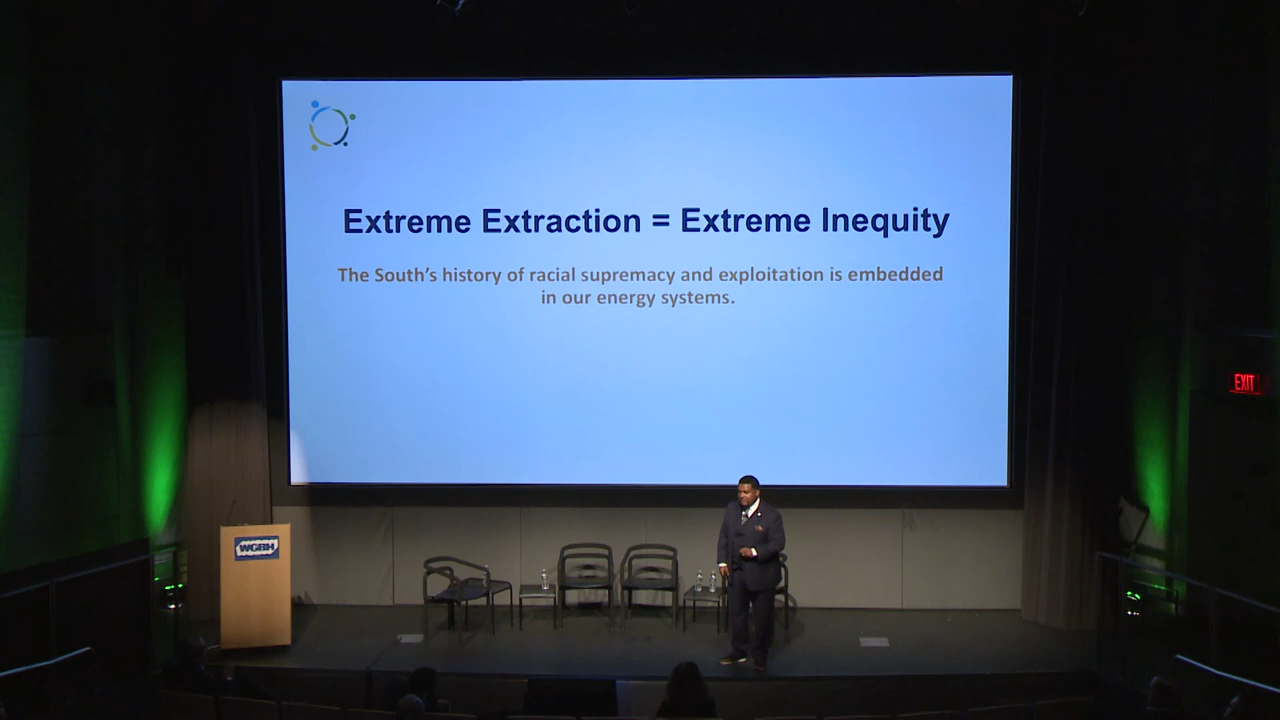 Extreme Extraction = Extreme Inequity
The South's history of racial supremacy and exploitation is embedded
in our energy systems.
EXIT
WGBH